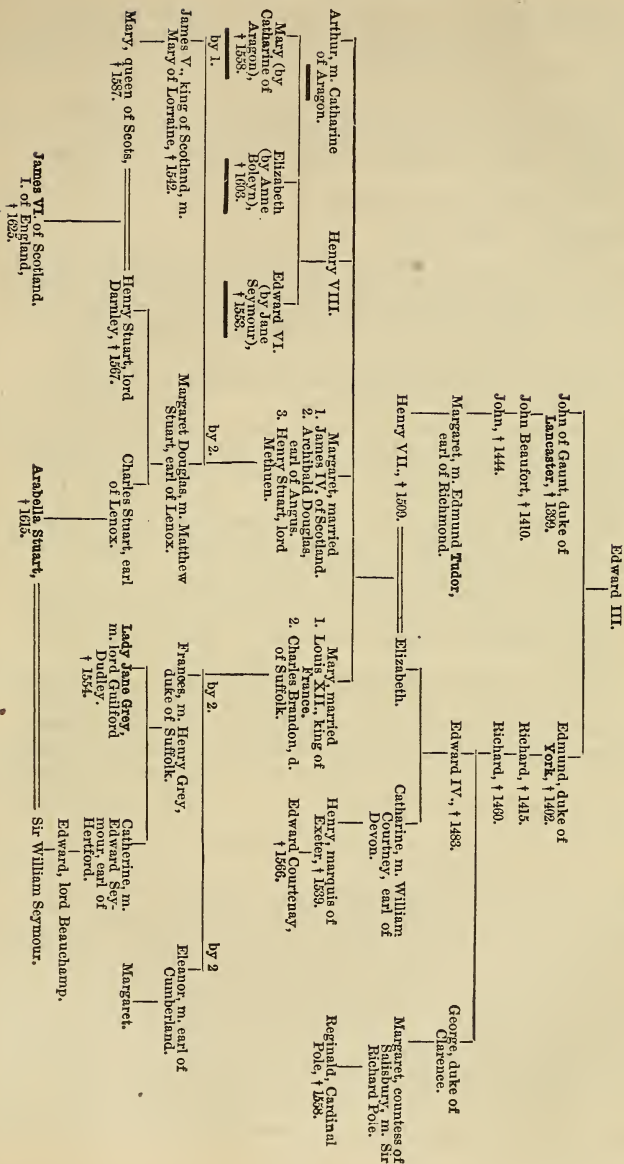 Edward III.
John of Gaunt, duke of
Lancaster, † 1399.
Edmund, duke of
York, † 1402.
John Beaufort, † 1410.
Richard, † 1415.
John, † 1444.
Richard, † 1460.
Margaret, m. Edmund Tudor,
earl of Richmond.
Edward IV., † 1483.
George, duke of
Clarence.
Henry VII., † 1509.
Elizabeth.
Catharine, m. William
Courtney, earl of
Devon.
Margaret, countess of
Salisbury, m. Sir
Richard Pole.
Arthur, m. Catharine
of Aragon.
Henry VIII.
Margaret, married
1. James IV. of Scotland.
2. Archibald Douglas,
earl of Angus.
3. Henry Stuart, lord
Methuen.
Mary, married
1. Louis XII., king of
France.
2. Charles Brandon, d.
of Suffolk.
Henry, marquis of
Exeter, † 1539.
Reginald, Cardinal
Pole, † 1558.
Edward Courtenay,
† 1566.
Mary (by
Catharine of
Aragon),
† 1558.
Elizabeth
(by Anne
Boleyn),
† 1603.
Edward VI.
(by Jane
Seymour),
† 1553.
by 1.
by 2.
by 2.
by 2
James V., king of Scotland, m.
Mary of Lorraine, † 1542.
Margaret Douglas, m. Matthew
Stuart, earl of Lenox.
Frances, m. Henry Grey,
duke of Suffolk.
Eleanor, m. earl of
Cumberland.
Mary, queen of Scots,
† 1587.
Henry Stuart, lord
Darnley, † 1567.
Charles Stuart, earl
of Lenox.
Lady Jane Grey,
m. lord Guilford
Dudley.
† 1554.
Catherine, m.
Edward Sey-
mour, earl of
Hertford.
Margaret.
Edward, lord Beauchamp.
James VI. of Scotland.
I. of England,
† 1625.
Arabella Stuart,
† 1615.
Sir William Seymour.